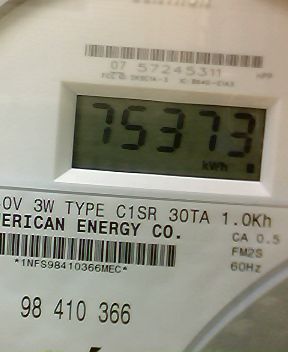 07 57245311
75373
kWh
0V 3W TYPE C1SR 30TA 1.0Kh
ERICAN ENERGY CO.
CA 0.5
FM2S
60Hz
*1NFS98410366MEC*
98 410 366